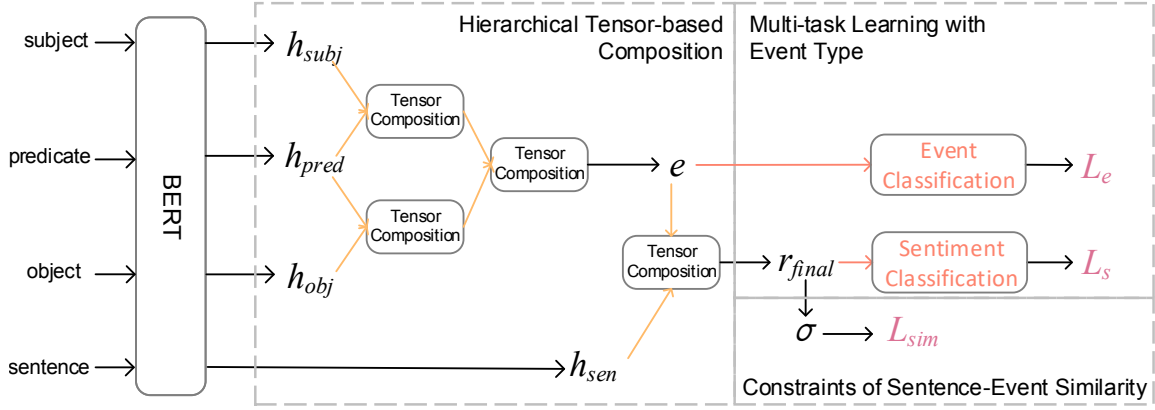 subject
predicate
object
sentence
BERT
Hierarchical Tensor-based
Composition
h_subj
h_pred
h_obj
h_sen
Tensor
Composition
Tensor
Composition
Tensor
Composition
e
Tensor
Composition
Multi-task Learning with
Event Type
Event
Classification
L_e
r_final
Sentiment
Classification
L_s
σ
L_sim
Constraints of Sentence-Event Similarity